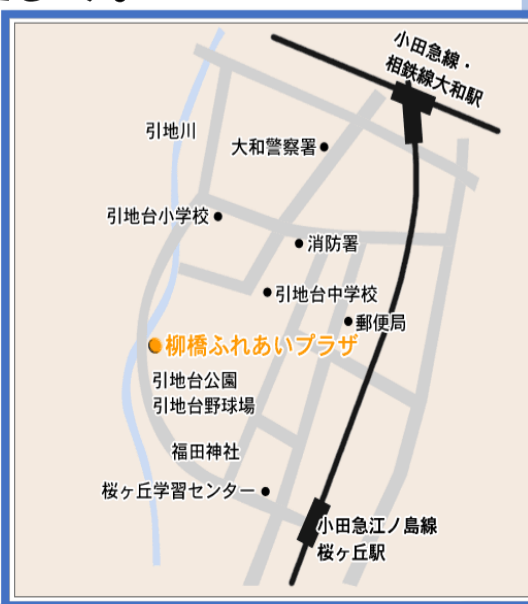 小田急線・
相鉄線大和駅
引地川
大和警察署
引地台小学校
消防署
引地台中学校
郵便局
柳橋ふれあいプラザ
引地台公園
引地台野球場
福田神社
桜ヶ丘学習センター
小田急江ノ島線
桜ヶ丘駅